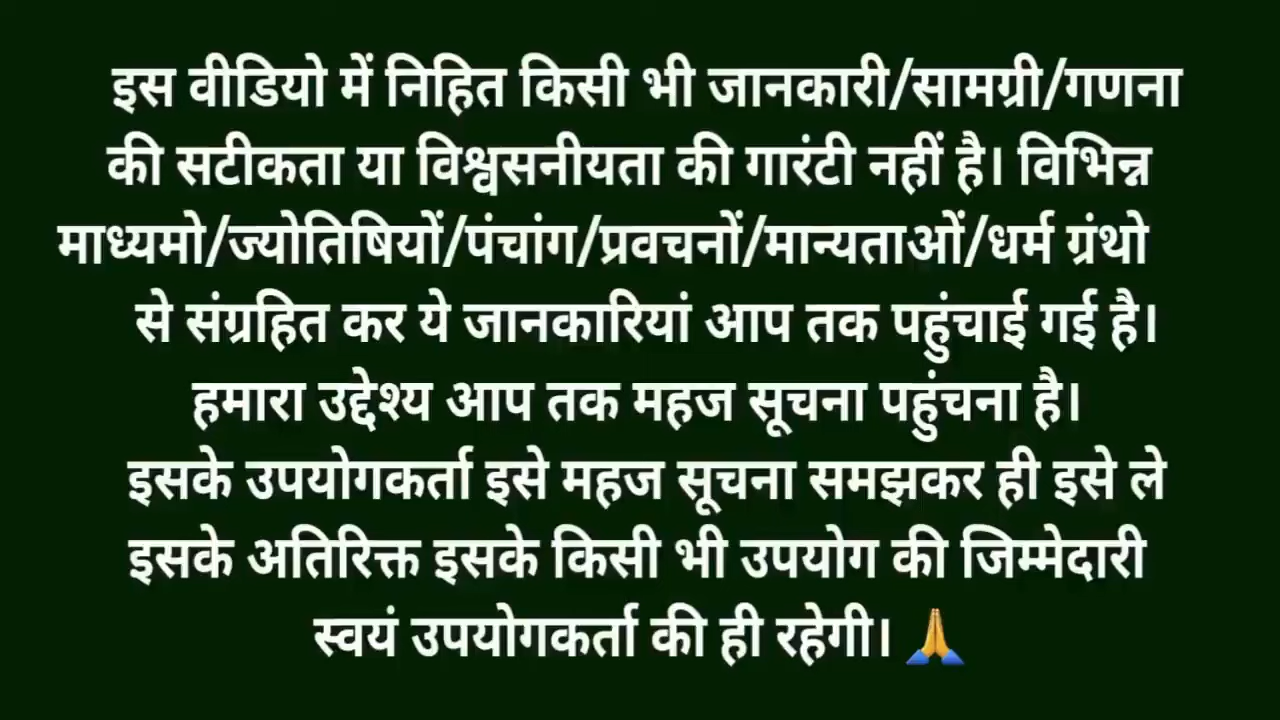 इस वीडियो में निहित किसी भी जानकारी/सामग्री/गणना
की सटीकता या विश्वसनीयता की गारंटी नहीं है। विभिन्न
माध्यमो/ज्योतिषियों/पंचांग/प्रवचनों/मान्यताओं/धर्म ग्रंथो
से संग्रहित कर ये जानकारियां आप तक पहुंचाई गई है।
हमारा उद्देश्य आप तक महज सूचना पहुंचना है।
इसके उपयोगकर्ता इसे महज सूचना समझकर ही इसे ले
इसके अतिरिक्त इसके किसी भी उपयोग की जिम्मेदारी
स्वयं उपयोगकर्ता की ही रहेगी। 🙏